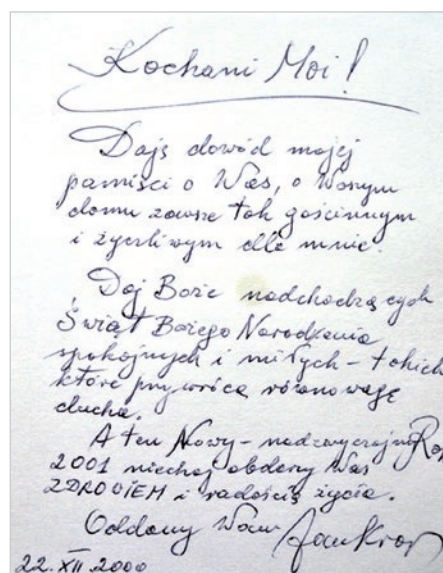 Kochani Moi!
Daję dowód mojej
pamięci o Was, o Waszym
domu zawsze tak gościnnym
i życzliwym dla mnie.
Daj Boże nadchodzących
Świąt Bożego Narodzenia
spokojnych i miłych – takich
które przywrócą równowagę
ducha.
A ten Nowy – nadzwyczajny Rok
2001 niechaj obdarzy Was
ZDROWIEM i radością życia.
Oddany Wam
22.XII.2000